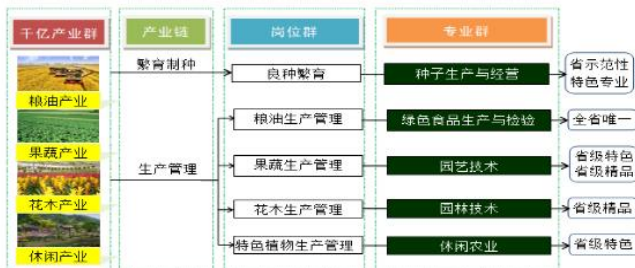 千亿产业群
产业链
岗位群
专业群
粮油产业
果蔬产业
花木产业
休闲产业
繁育制种
生产管理
良种繁育
粮油生产管理
果蔬生产管理
花木生产管理
特色植物生产管理
种子生产与经营
绿色食品生产与检验
园艺技术
园林技术
休闲农业
省示范性
特色专业
全省唯一
省级特色
省级精品
省级精品
省级特色